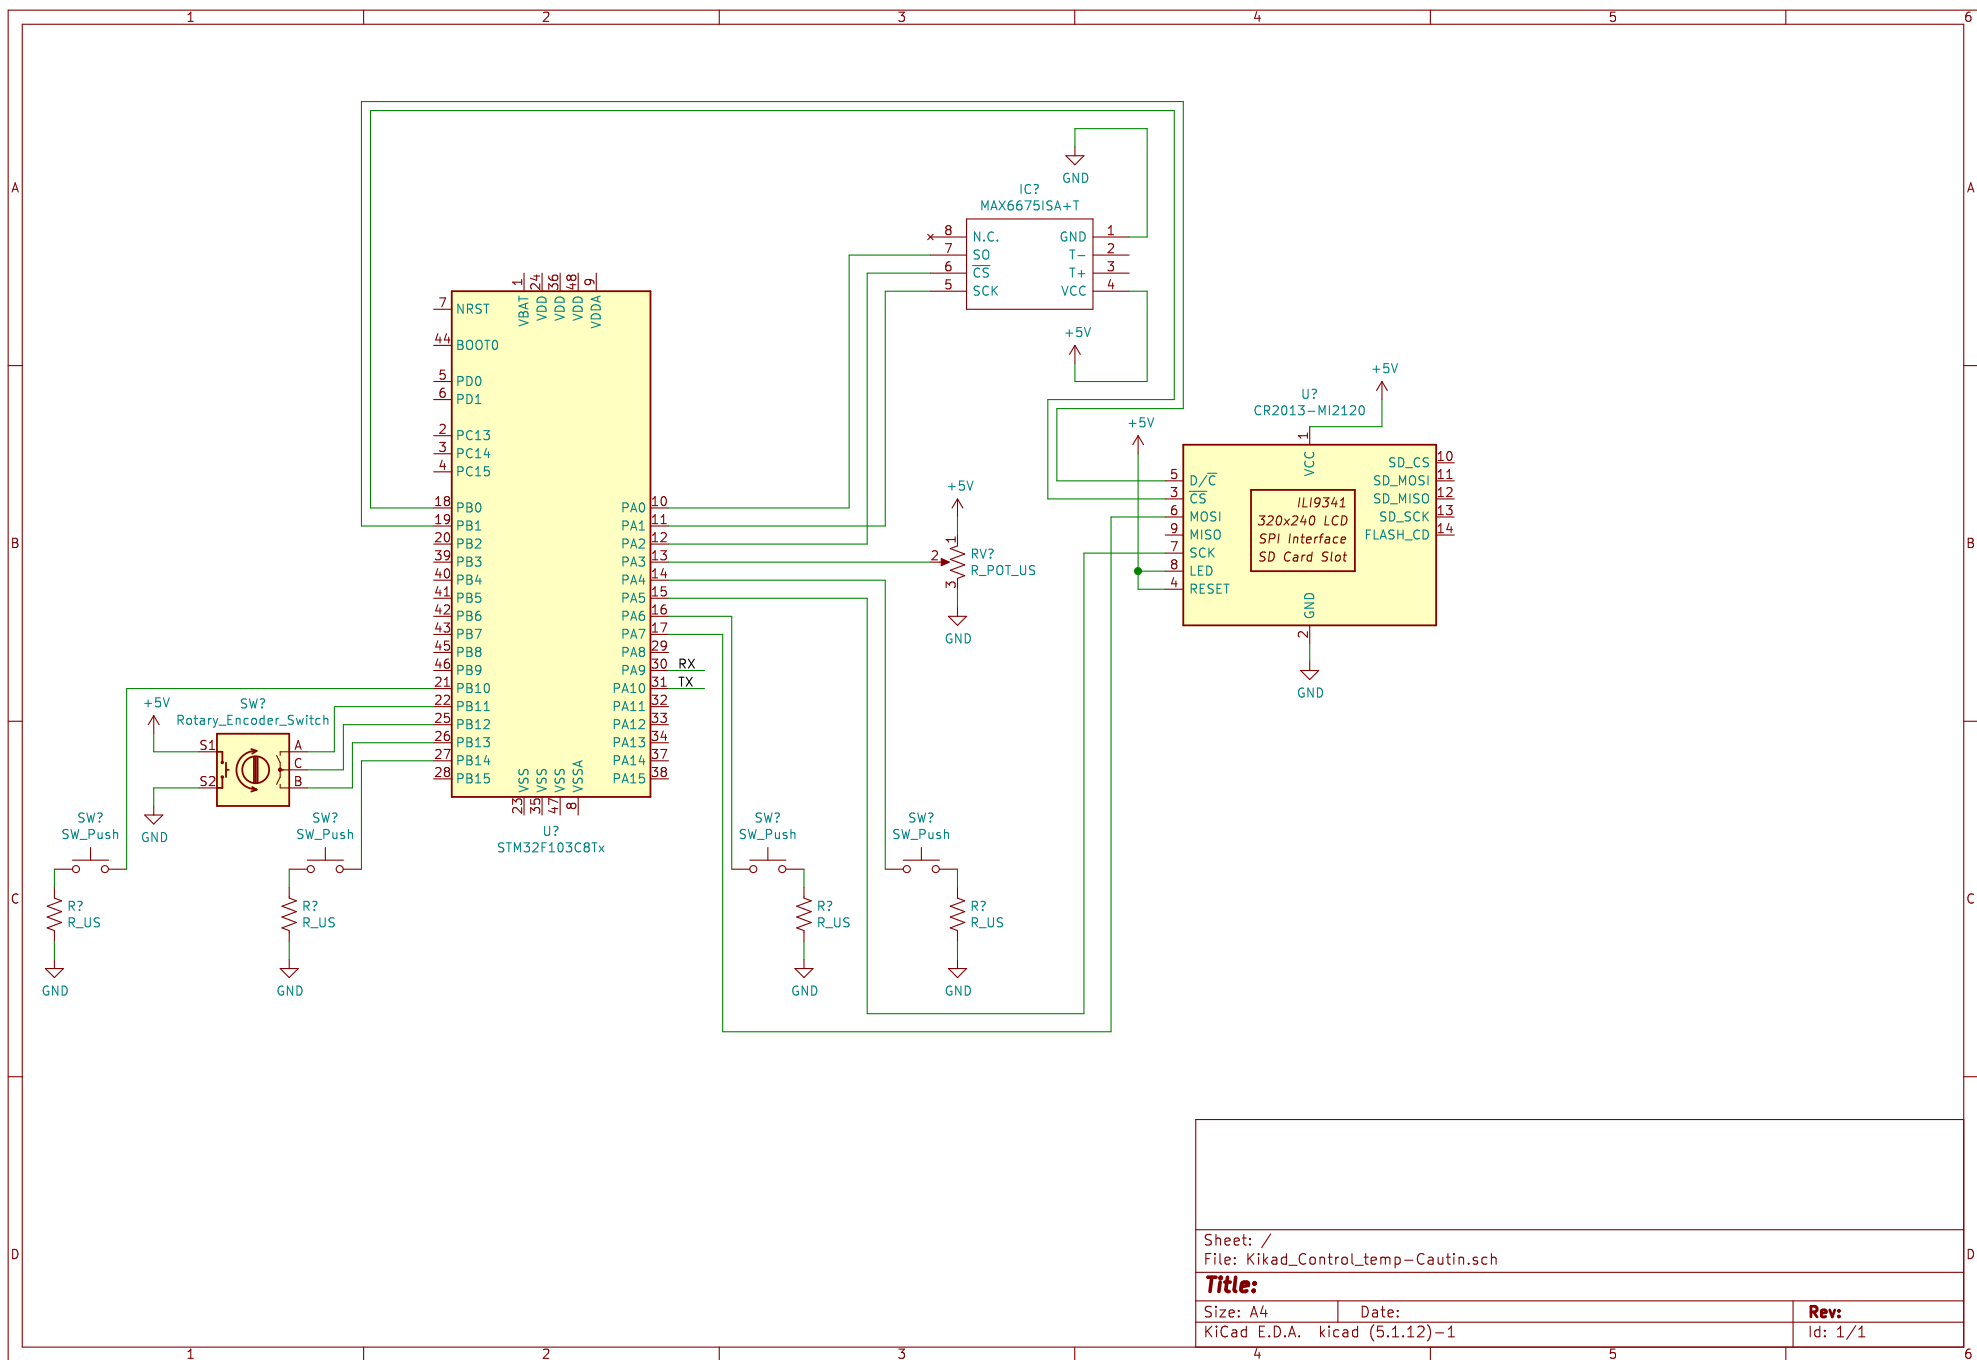 1 2 3 4 5 6
A
B
C
D
A
B
C
D
1 2 3 4 5 6
GND
IC?
MAX6675ISA+T
8 N.C.
7 SO
6 CS
5 SCK
GND 1
T- 2
T+ 3
VCC 4
+5V
1 VBAT
24 VDD
36 VDD
48 VDD
9 VDDA
7 NRST
44 BOOT0
5 PD0
6 PD1
2 PC13
3 PC14
4 PC15
18 PB0
19 PB1
20 PB2
39 PB3
40 PB4
41 PB5
42 PB6
43 PB7
45 PB8
46 PB9
21 PB10
22 PB11
25 PB12
26 PB13
27 PB14
28 PB15
PA0 10
PA1 11
PA2 12
PA3 13
PA4 14
PA5 15
PA6 16
PA7 17
PA8 29
PA9 30 RX
PA10 31 TX
PA11 32
PA12 33
PA13 34
PA14 37
PA15 38
23 VSS
35 VSS
47 VSS
8 VSSA
U?
STM32F103C8Tx
+5V
1
2
3
RV?
R_POT_US
GND
+5V
U?
CR2013-MI2120
+5V
1 VCC
5 D/C
3 CS
6 MOSI
9 MISO
7 SCK
8 LED
4 RESET
ILI9341
320x240 LCD
SPI Interface
SD Card Slot
SD_CS 10
SD_MOSI 11
SD_MISO 12
SD_SCK 13
FLASH_CD 14
GND 2
GND
+5V
SW?
Rotary_Encoder_Switch
S1
S2
A
C
B
GND
SW?
SW_Push
R?
R_US
GND
SW?
SW_Push
R?
R_US
GND
SW?
SW_Push
R?
R_US
GND
SW?
SW_Push
R?
R_US
GND
Sheet: /
File: Kikad_Control_temp-Cautin.sch
Title:
Size: A4 Date: Rev:
KiCad E.D.A. kicad (5.1.12)-1 Id: 1/1